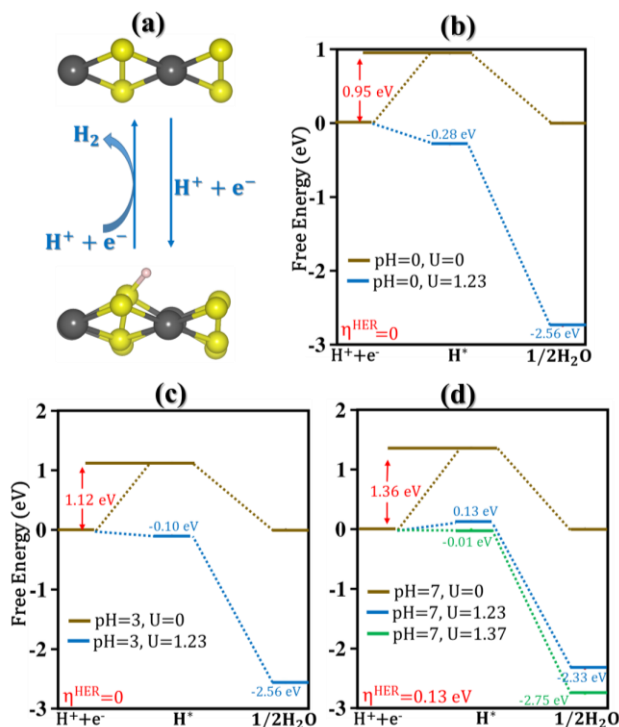 (a)
H₂
H⁺ + e⁻
H⁺ + e⁻
(b)
Free Energy (eV)
1
0
-1
-2
-3
0.95 eV
-0.28 eV
pH=0, U=0
pH=0, U=1.23
-2.56 eV
η^HER=0
H⁺+e⁻
H*
1/2H₂O
(c)
2
1
0
-1
-2
-3
1.12 eV
-0.10 eV
pH=3, U=0
pH=3, U=1.23
-2.56 eV
η^HER=0
H⁺+e⁻
H*
1/2H₂O
(d)
Free Energy (eV)
2
1
0
-1
-2
-3
1.36 eV
0.13 eV
-0.01 eV
pH=7, U=0
pH=7, U=1.23
pH=7, U=1.37
-2.33 eV
-2.75 eV
η^HER=0.13 eV
H⁺+e⁻
H*
1/2H₂O